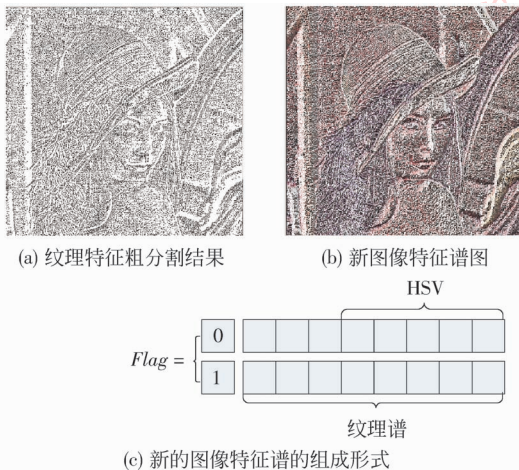 (a) 纹理特征粗分割结果
(b) 新图像特征谱图
HSV
Flag =
0
1
纹理谱
(c) 新的图像特征谱的组成形式